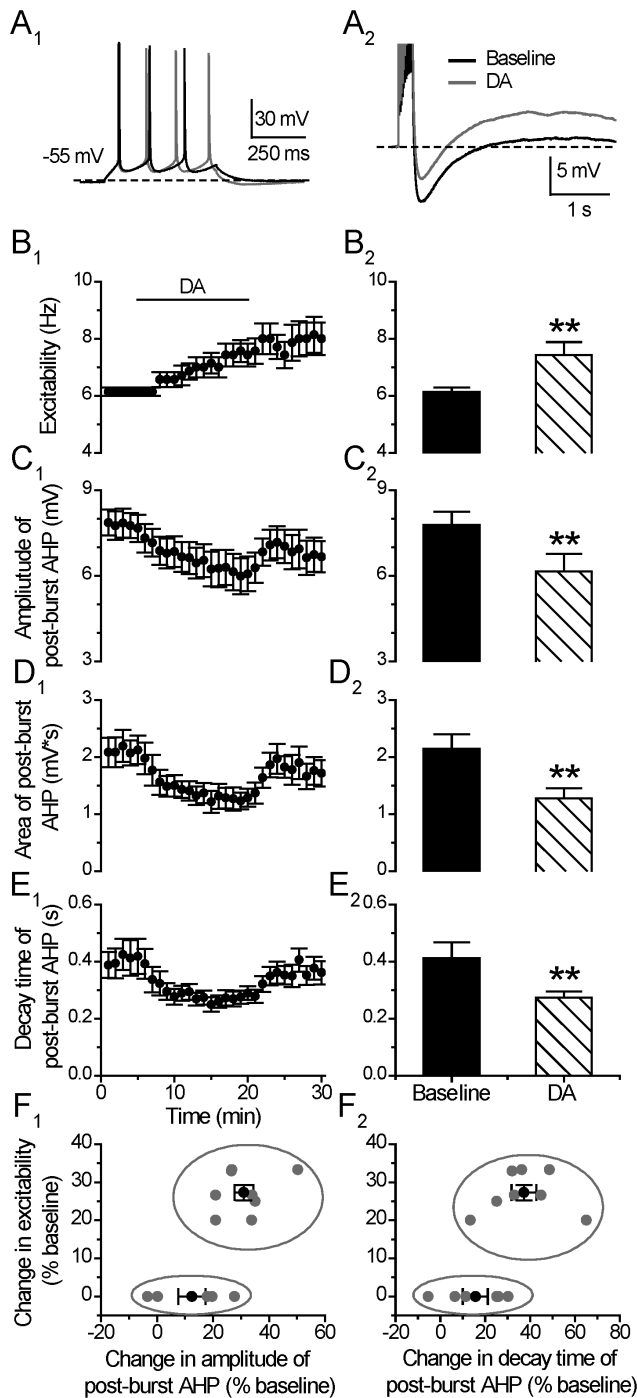 A1
A2
Baseline
DA
30 mV
250 ms
-55 mV
5 mV
1 s
B1
B2
10
8
6
4
Excitability (Hz)
DA
10
8
6
4
**
C1
C2
9
6
3
Ampliutude of
post-burst AHP (mV)
9
6
3
**
D1
D2
3
2
1
0
Area of post-burst
AHP (mV*s)
3
2
1
0
**
E1
E2
0.6
0.4
0.2
0.0
Decay time of
post-burst AHP (s)
0 10 20 30
Time (min)
0.6
0.4
0.2
0.0
**
Baseline DA
F1
F2
40
30
20
10
0
Change in excitability
(% baseline)
-20 0 20 40 60
Change in amplitude of
post-burst AHP (% baseline)
40
30
20
10
0
-20 0 20 40 60 80
Change in decay time of
post-burst AHP (% baseline)